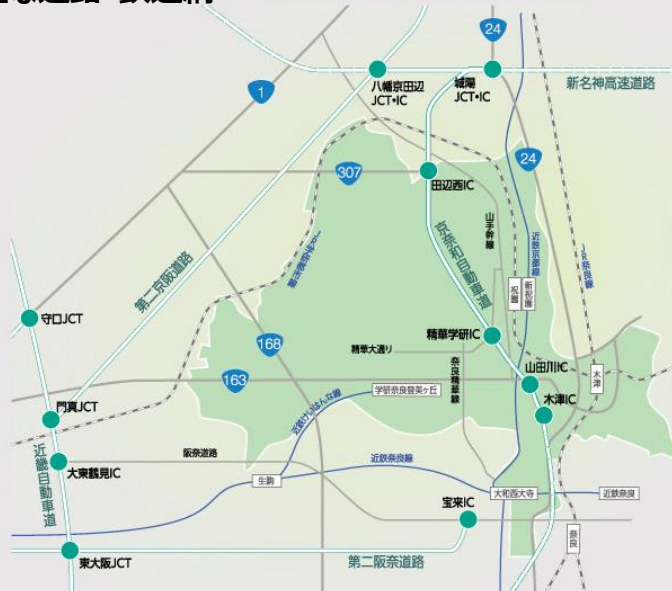 道路・鉄道網
24
八幡京田辺
JCT・IC
城陽
JCT・IC
新名神高速道路
1
24
307
田辺西IC
山手幹線
近鉄京都線
JR奈良線
JR学研都市線
京奈和自動車道
第二京阪道路
祝園
新祝園
守口JCT
精華学研IC
168
精華大通り
奈良精華線
山田川IC
163
学研奈良登美ヶ丘
木津
木津IC
近鉄けいはんな線
門真JCT
近畿自動車道
大東鶴見IC
阪奈道路
生駒
近鉄奈良線
大和西大寺
近鉄奈良
宝来IC
奈良
東大阪JCT
第二阪奈道路